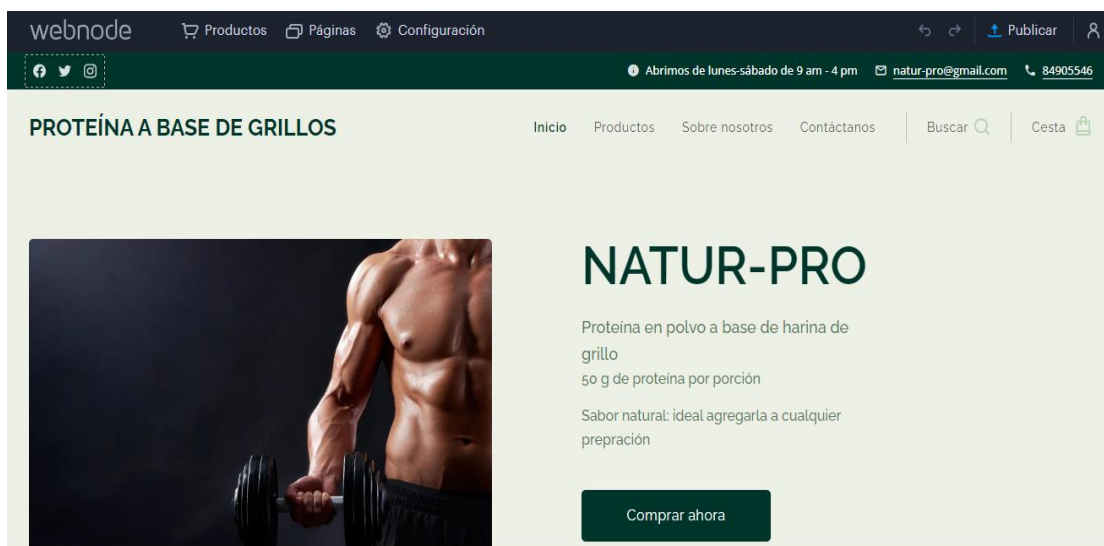 webnode Productos Páginas Configuración Publicar
Abrimos de lunes-sábado de 9 am - 4 pm natur-pro@gmail.com 84905546
PROTEÍNA A BASE DE GRILLOS Inicio Productos Sobre nosotros Contáctanos Buscar Cesta
NATUR-PRO
Proteína en polvo a base de harina de
grillo
50 g de proteína por porción
Sabor natural: ideal agregarla a cualquier
prepración
Comprar ahora